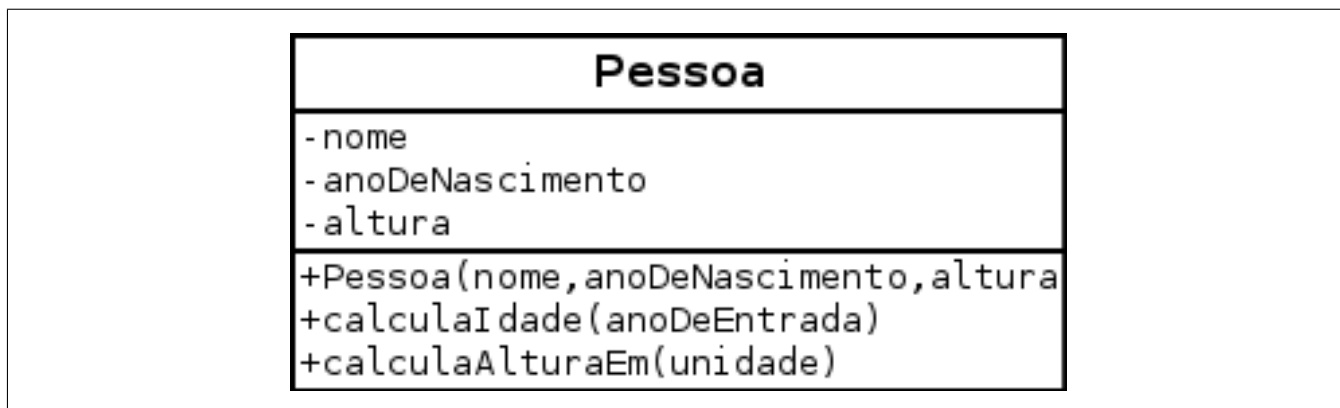 Pessoa
-nome
-anoDeNascimento
-altura
+Pessoa(nome,anoDeNascimento,altura
+calculaIdade(anoDeEntrada)
+calculaAlturaEm(unidade)